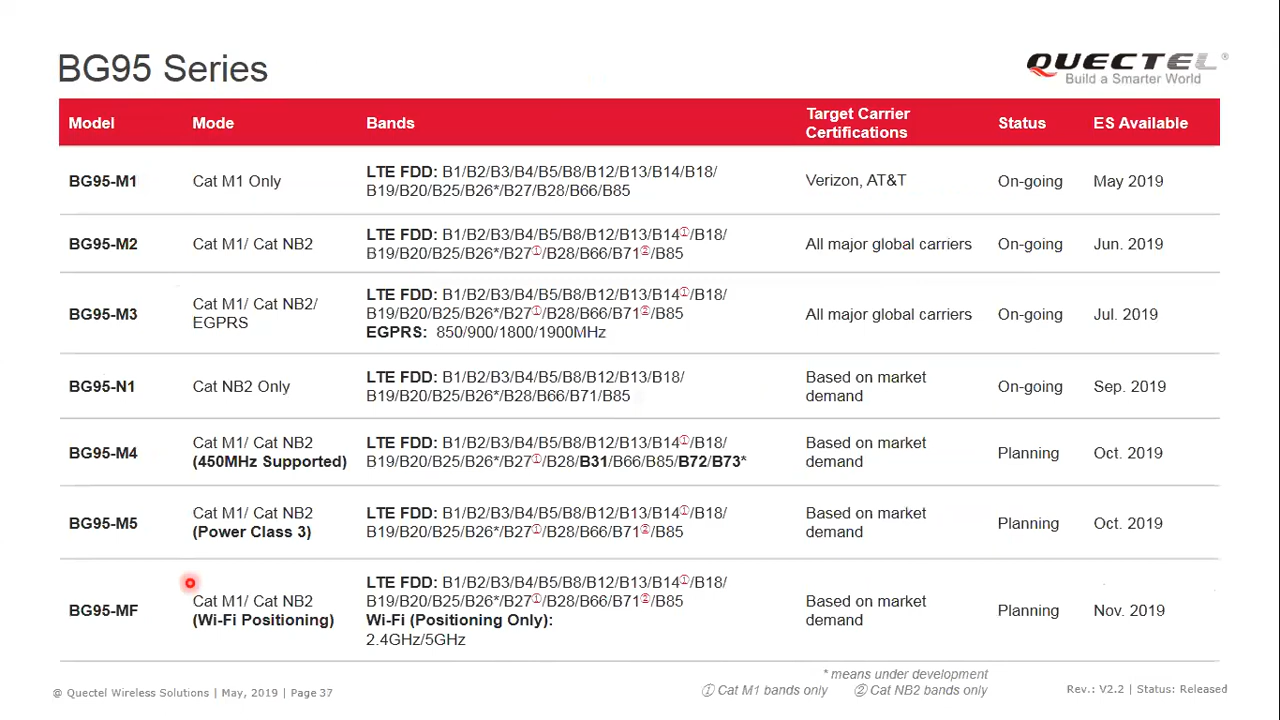 BG95 Series
QUECTEL®
Build a Smarter World
Model Mode Bands Target Carrier Certifications Status ES Available
BG95-M1 Cat M1 Only LTE FDD: B1/B2/B3/B4/B5/B8/B12/B13/B14/B18/
B19/B20/B25/B26*/B27/B28/B66/B85 Verizon, AT&T On-going May 2019
BG95-M2 Cat M1/ Cat NB2 LTE FDD: B1/B2/B3/B4/B5/B8/B12/B13/B14①/B18/
B19/B20/B25/B26*/B27①/B28/B66/B71②/B85 All major global carriers On-going Jun. 2019
BG95-M3 Cat M1/ Cat NB2/
EGPRS LTE FDD: B1/B2/B3/B4/B5/B8/B12/B13/B14①/B18/
B19/B20/B25/B26*/B27①/B28/B66/B71②/B85
EGPRS: 850/900/1800/1900MHz All major global carriers On-going Jul. 2019
BG95-N1 Cat NB2 Only LTE FDD: B1/B2/B3/B4/B5/B8/B12/B13/B18/
B19/B20/B25/B26*/B28/B66/B71/B85 Based on market
demand On-going Sep. 2019
BG95-M4 Cat M1/ Cat NB2
(450MHz Supported) LTE FDD: B1/B2/B3/B4/B5/B8/B12/B13/B14①/B18/
B19/B20/B25/B26*/B27①/B28/B31/B66/B85/B72/B73* Based on market
demand Planning Oct. 2019
BG95-M5 Cat M1/ Cat NB2
(Power Class 3) LTE FDD: B1/B2/B3/B4/B5/B8/B12/B13/B14①/B18/
B19/B20/B25/B26*/B27①/B28/B66/B71②/B85 Based on market
demand Planning Oct. 2019
BG95-MF Cat M1/ Cat NB2
(Wi-Fi Positioning) LTE FDD: B1/B2/B3/B4/B5/B8/B12/B13/B14①/B18/
B19/B20/B25/B26*/B27①/B28/B66/B71②/B85
Wi-Fi (Positioning Only):
2.4GHz/5GHz Based on market
demand Planning Nov. 2019
* means under development
① Cat M1 bands only ② Cat NB2 bands only
@ Quectel Wireless Solutions | May, 2019 | Page 37
Rev.: V2.2 | Status: Released